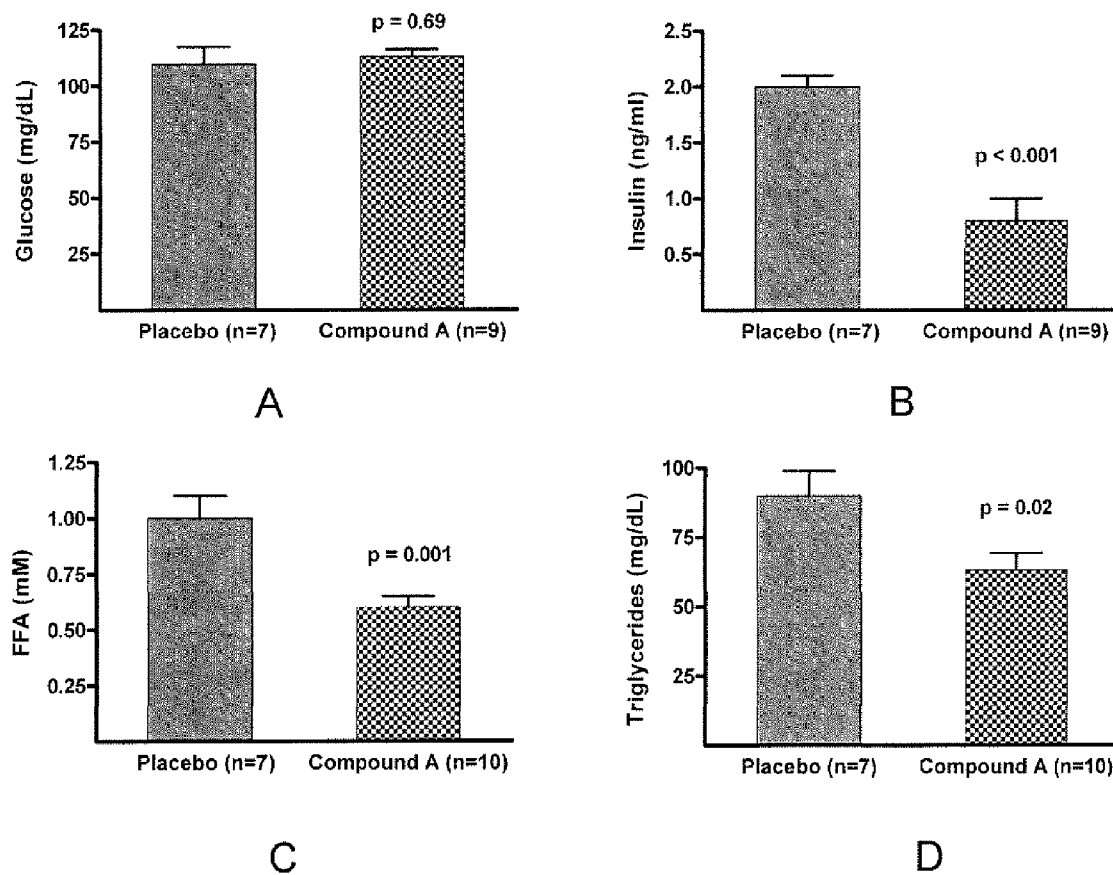 p = 0.69
125
100
75
50
25
Glucose (mg/dL)
Placebo (n=7)
Compound A (n=9)
A
2.5
2.0
1.5
1.0
0.5
Insulin (ng/ml)
p < 0.001
Placebo (n=7)
Compound A (n=9)
B
1.25
1.00
0.75
0.50
0.25
FFA (mM)
p = 0.001
Placebo (n=7)
Compound A (n=10)
C
100
75
50
25
Triglycerides (mg/dL)
p = 0.02
Placebo (n=7)
Compound A (n=10)
D